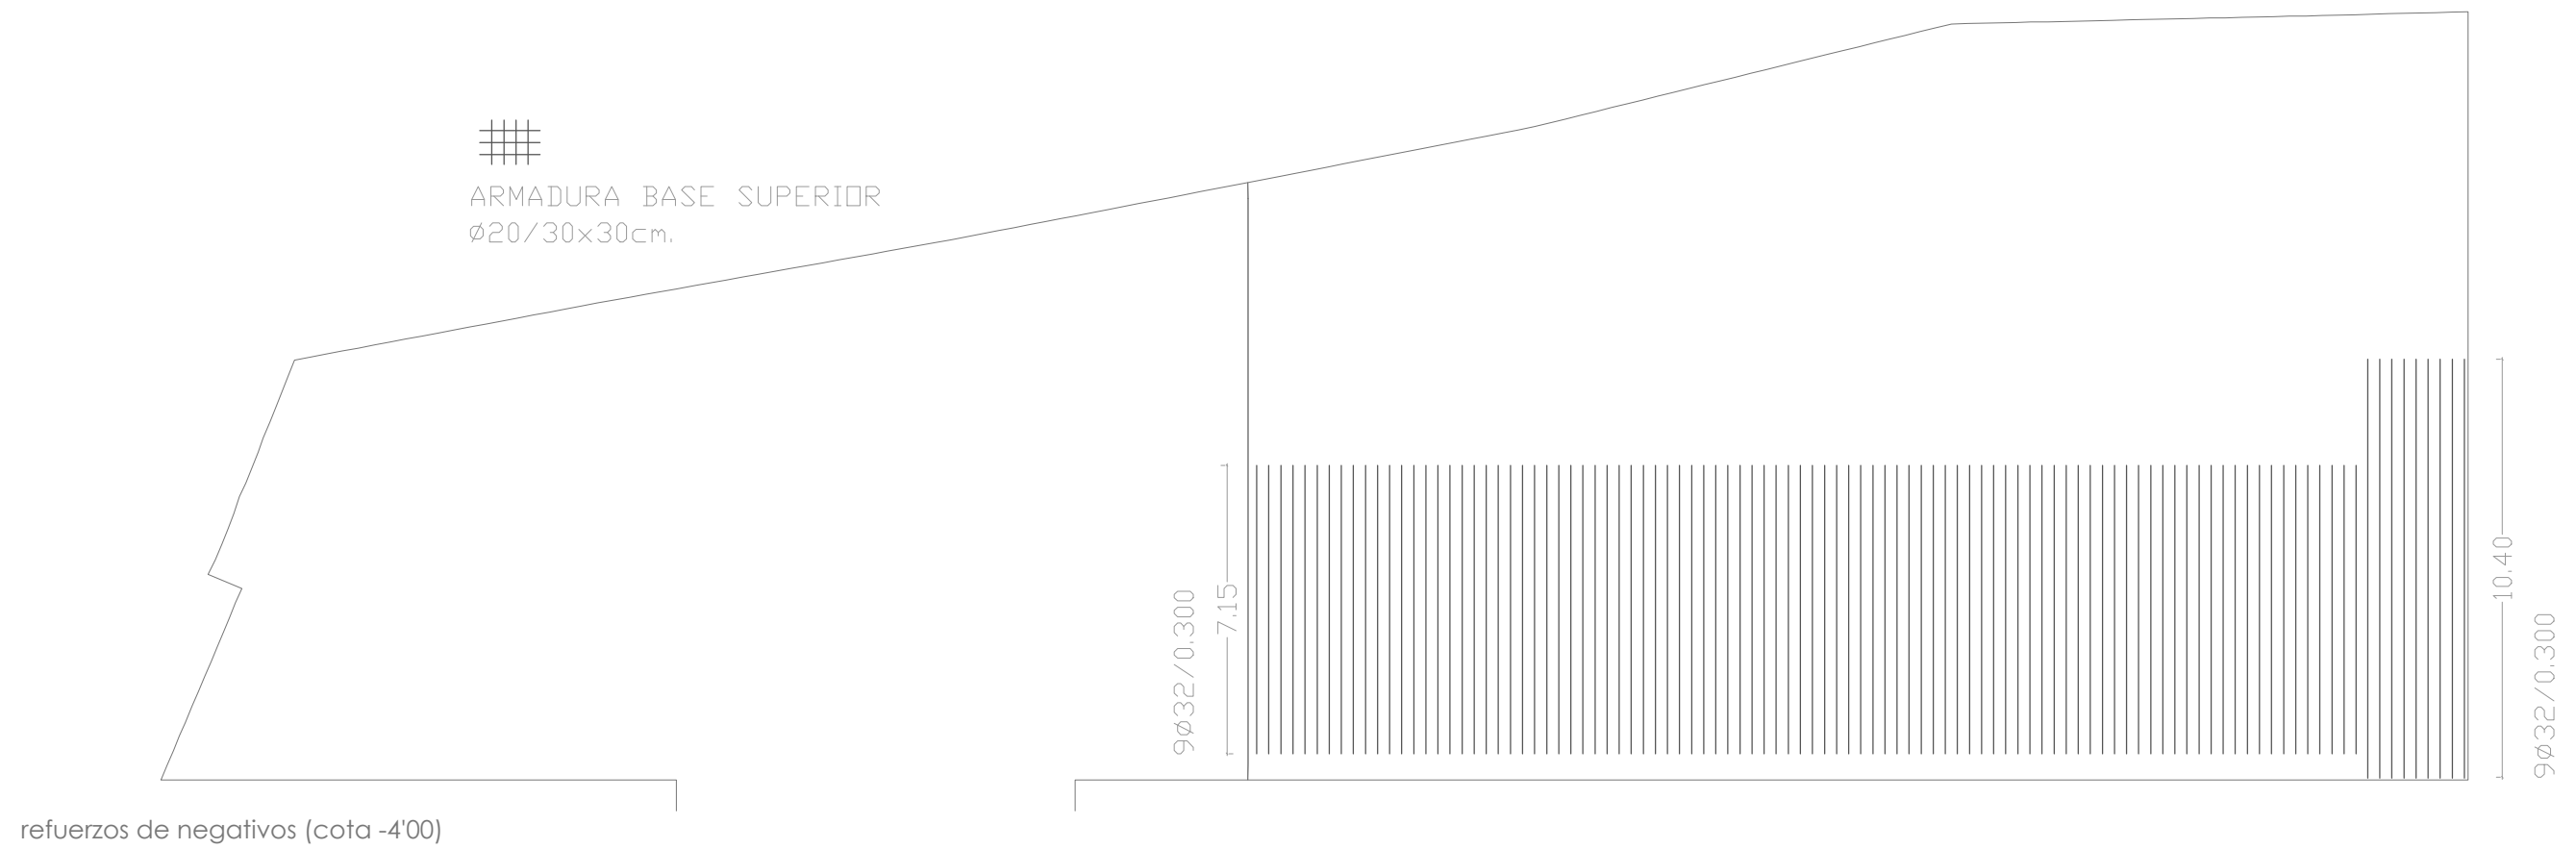 ARMADURA BASE SUPERIOR
Ø20/30x30cm.
9Ø32/0.300
7.15
10.40
9Ø32/0.300
refuerzos de negativos (cota -4'00)